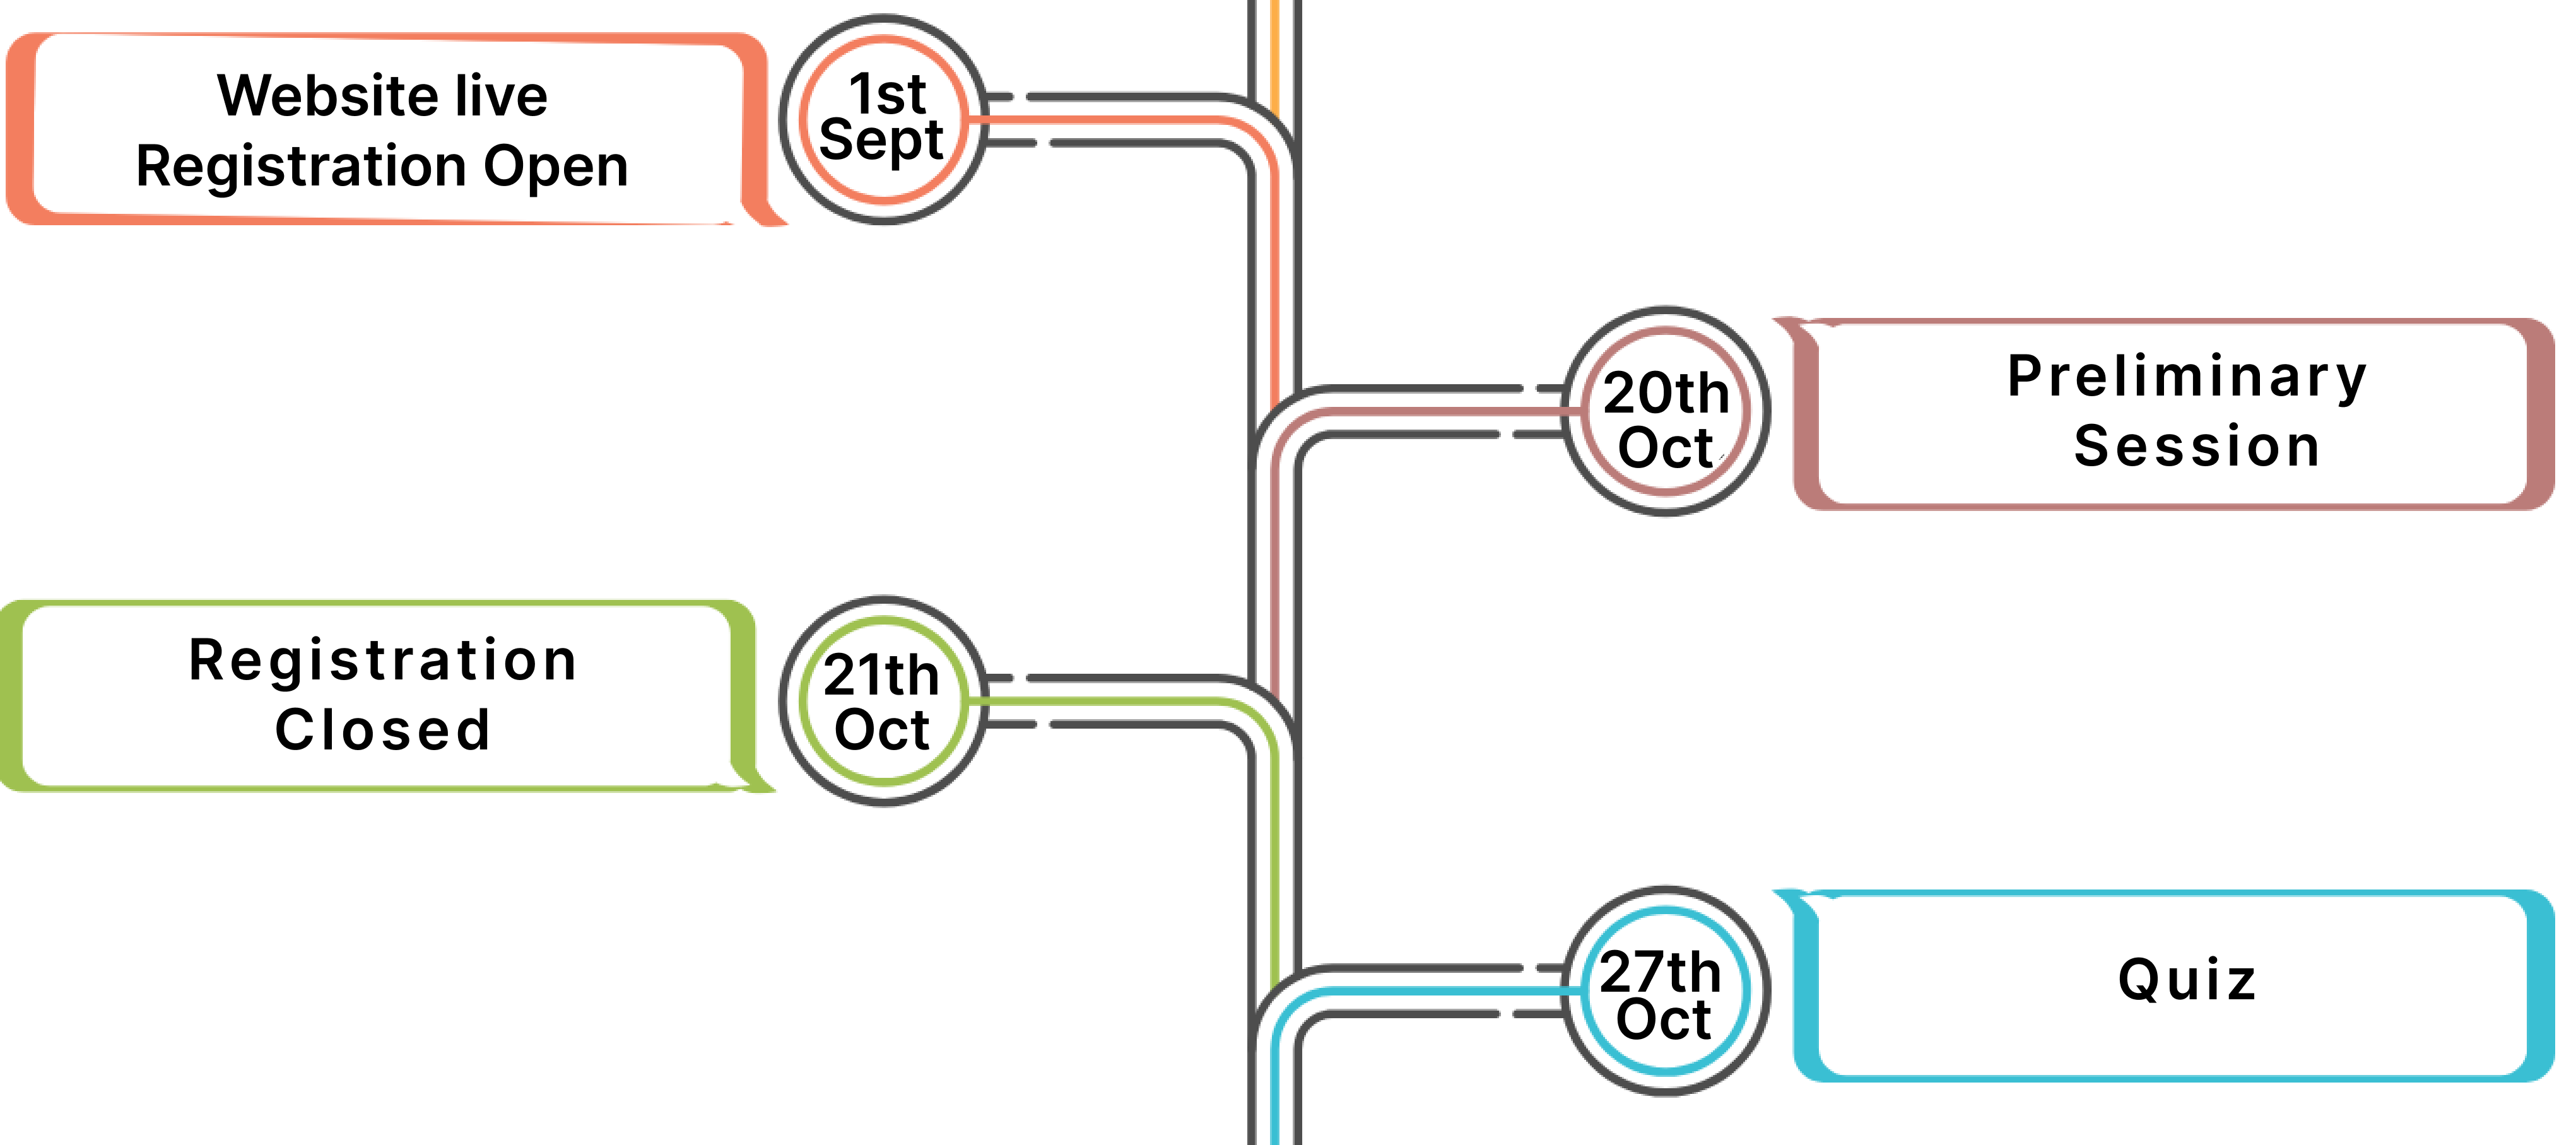 Website live
Registration Open
1st
Sept
20th
Oct
Preliminary
Session
Registration
Closed
21th
Oct
27th
Oct
Quiz